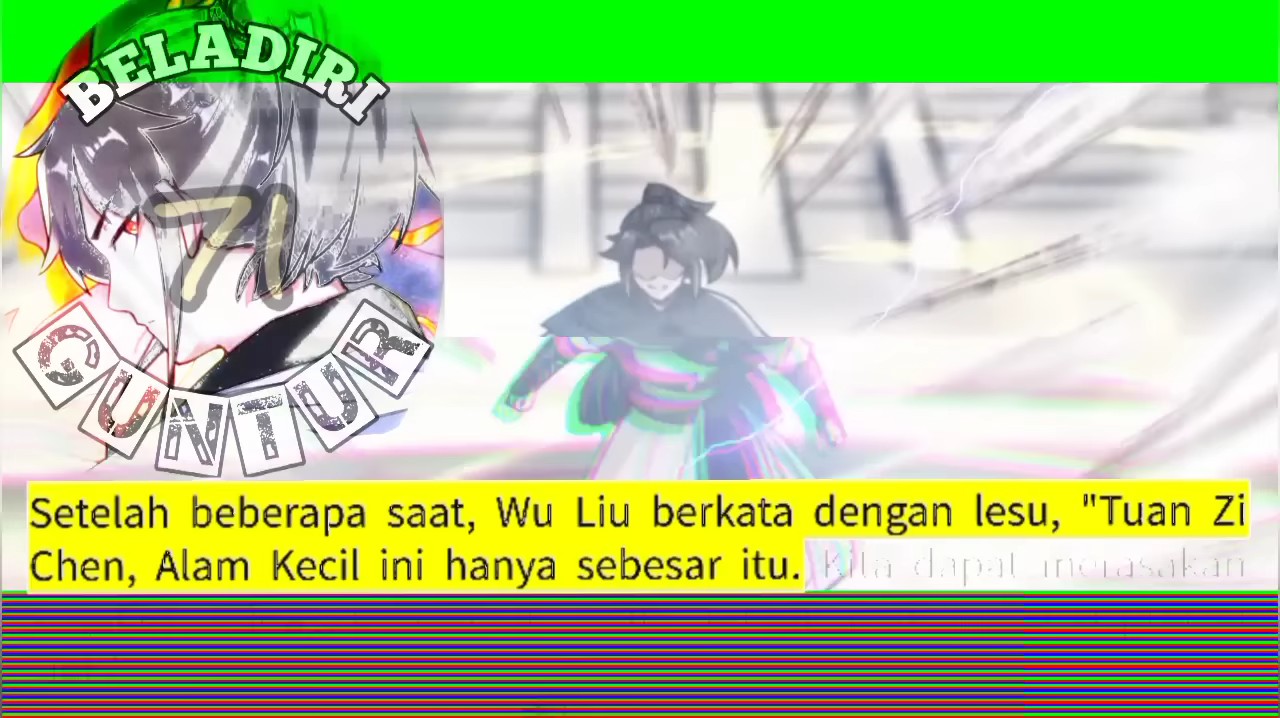 BELADIRI
71
GUNTUR
Setelah beberapa saat, Wu Liu berkata dengan lesu, "Tuan Zi
Chen, Alam Kecil ini hanya sebesar itu. Kita dapat merasakan